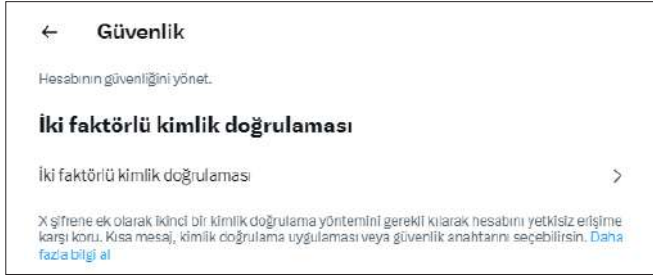 ← Güvenlik
Hesabının güvenliğini yönet.
İki faktörlü kimlik doğrulaması
İki faktörlü kimlik doğrulaması >
X şifrene ek olarak ikinci bir kimlik doğrulama yöntemini gerekli kılarak hesabını yetkisiz erişime
karşı koru. Kısa mesaj, kimlik doğrulama uygulaması veya güvenlik anahtarını seçebilirsin. Daha
fazla bilgi al